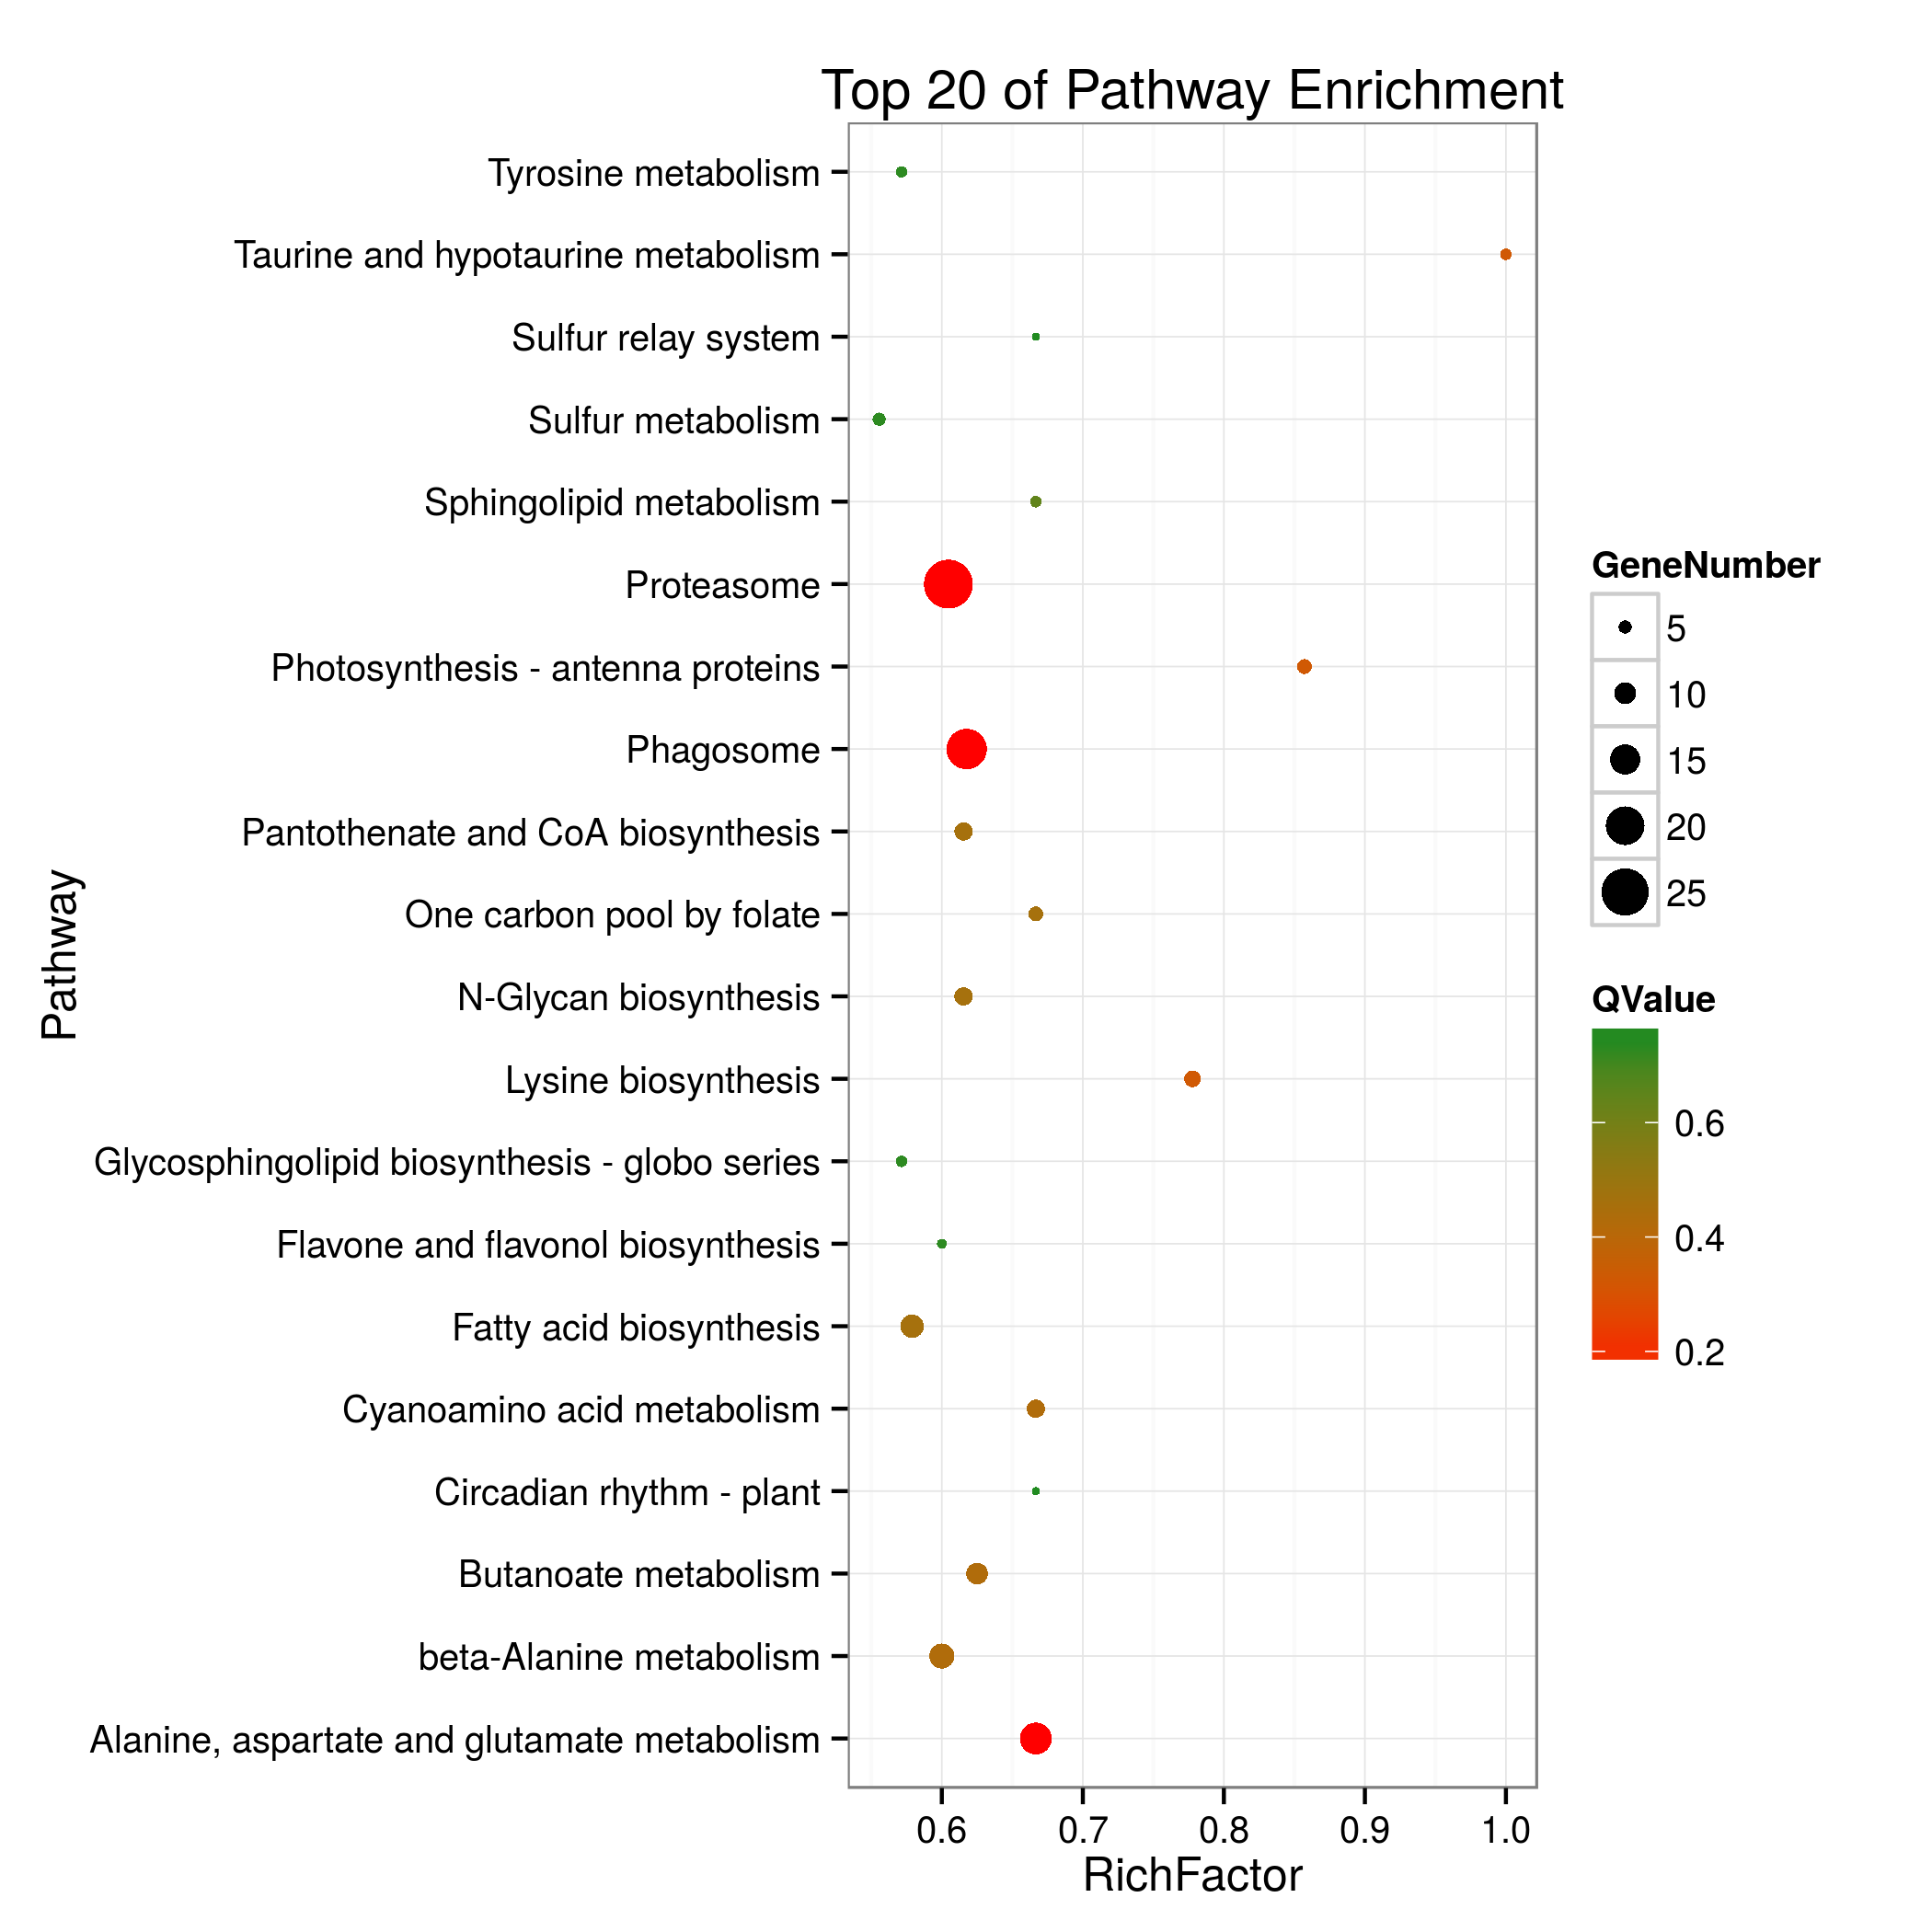 Top 20 of Pathway Enrichment
Tyrosine metabolism
Taurine and hypotaurine metabolism
Sulfur relay system
Sulfur metabolism
Sphingolipid metabolism
Proteasome
Photosynthesis - antenna proteins
Phagosome
Pantothenate and CoA biosynthesis
One carbon pool by folate
N-Glycan biosynthesis
Lysine biosynthesis
Glycosphingolipid biosynthesis - globo series
Flavone and flavonol biosynthesis
Fatty acid biosynthesis
Cyanoamino acid metabolism
Circadian rhythm - plant
Butanoate metabolism
beta-Alanine metabolism
Alanine, aspartate and glutamate metabolism
Pathway
0.6 0.7 0.8 0.9 1.0
RichFactor
GeneNumber
5
10
15
20
25
QValue
0.6
0.4
0.2